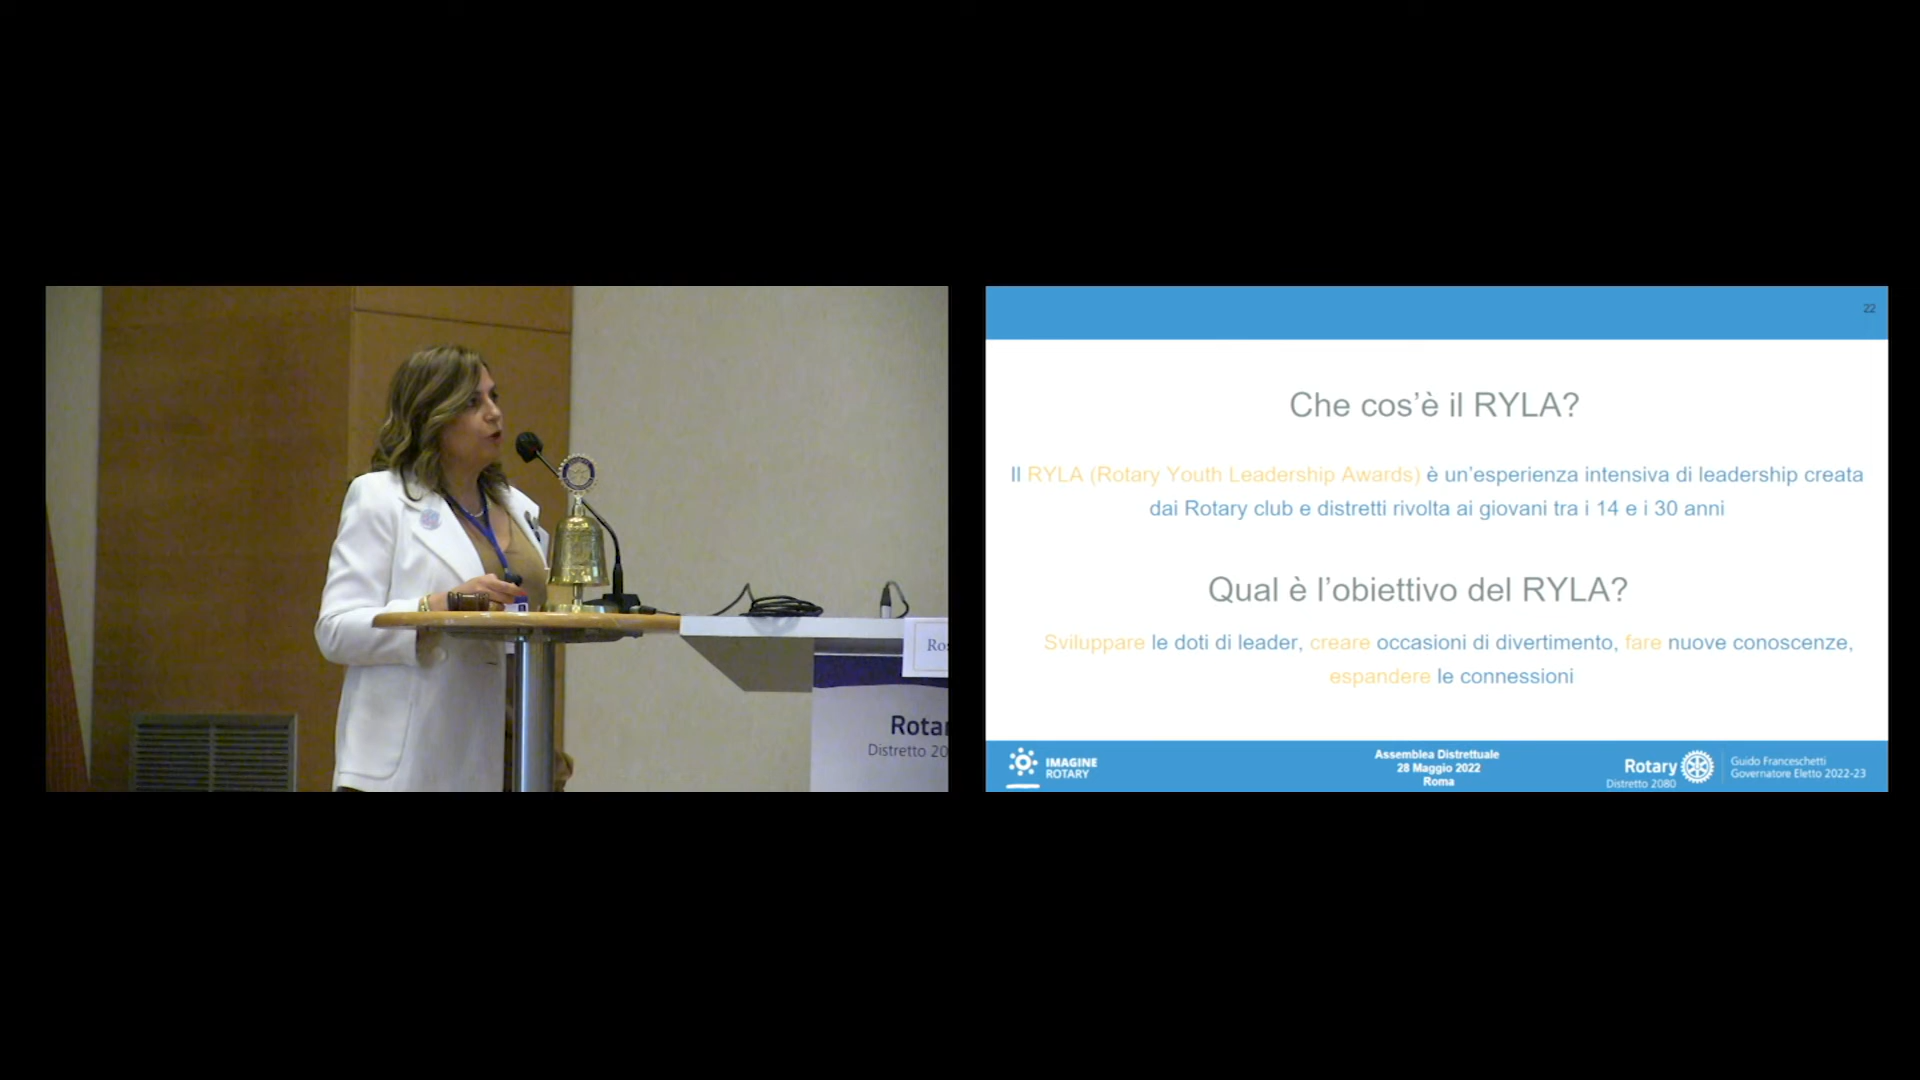 Ros
Rotar
Distretto 20
22
Che cos’è il RYLA?
Il RYLA (Rotary Youth Leadership Awards) è un’esperienza intensiva di leadership creata
dai Rotary club e distretti rivolta ai giovani tra i 14 e i 30 anni
Qual è l’obiettivo del RYLA?
Sviluppare le doti di leader, creare occasioni di divertimento, fare nuove conoscenze,
espandere le connessioni
IMAGINE
ROTARY
Assemblea Distrettuale
28 Maggio 2022
Roma
Rotary
Distretto 2080
Guido Franceschetti
Governatore Eletto 2022-23